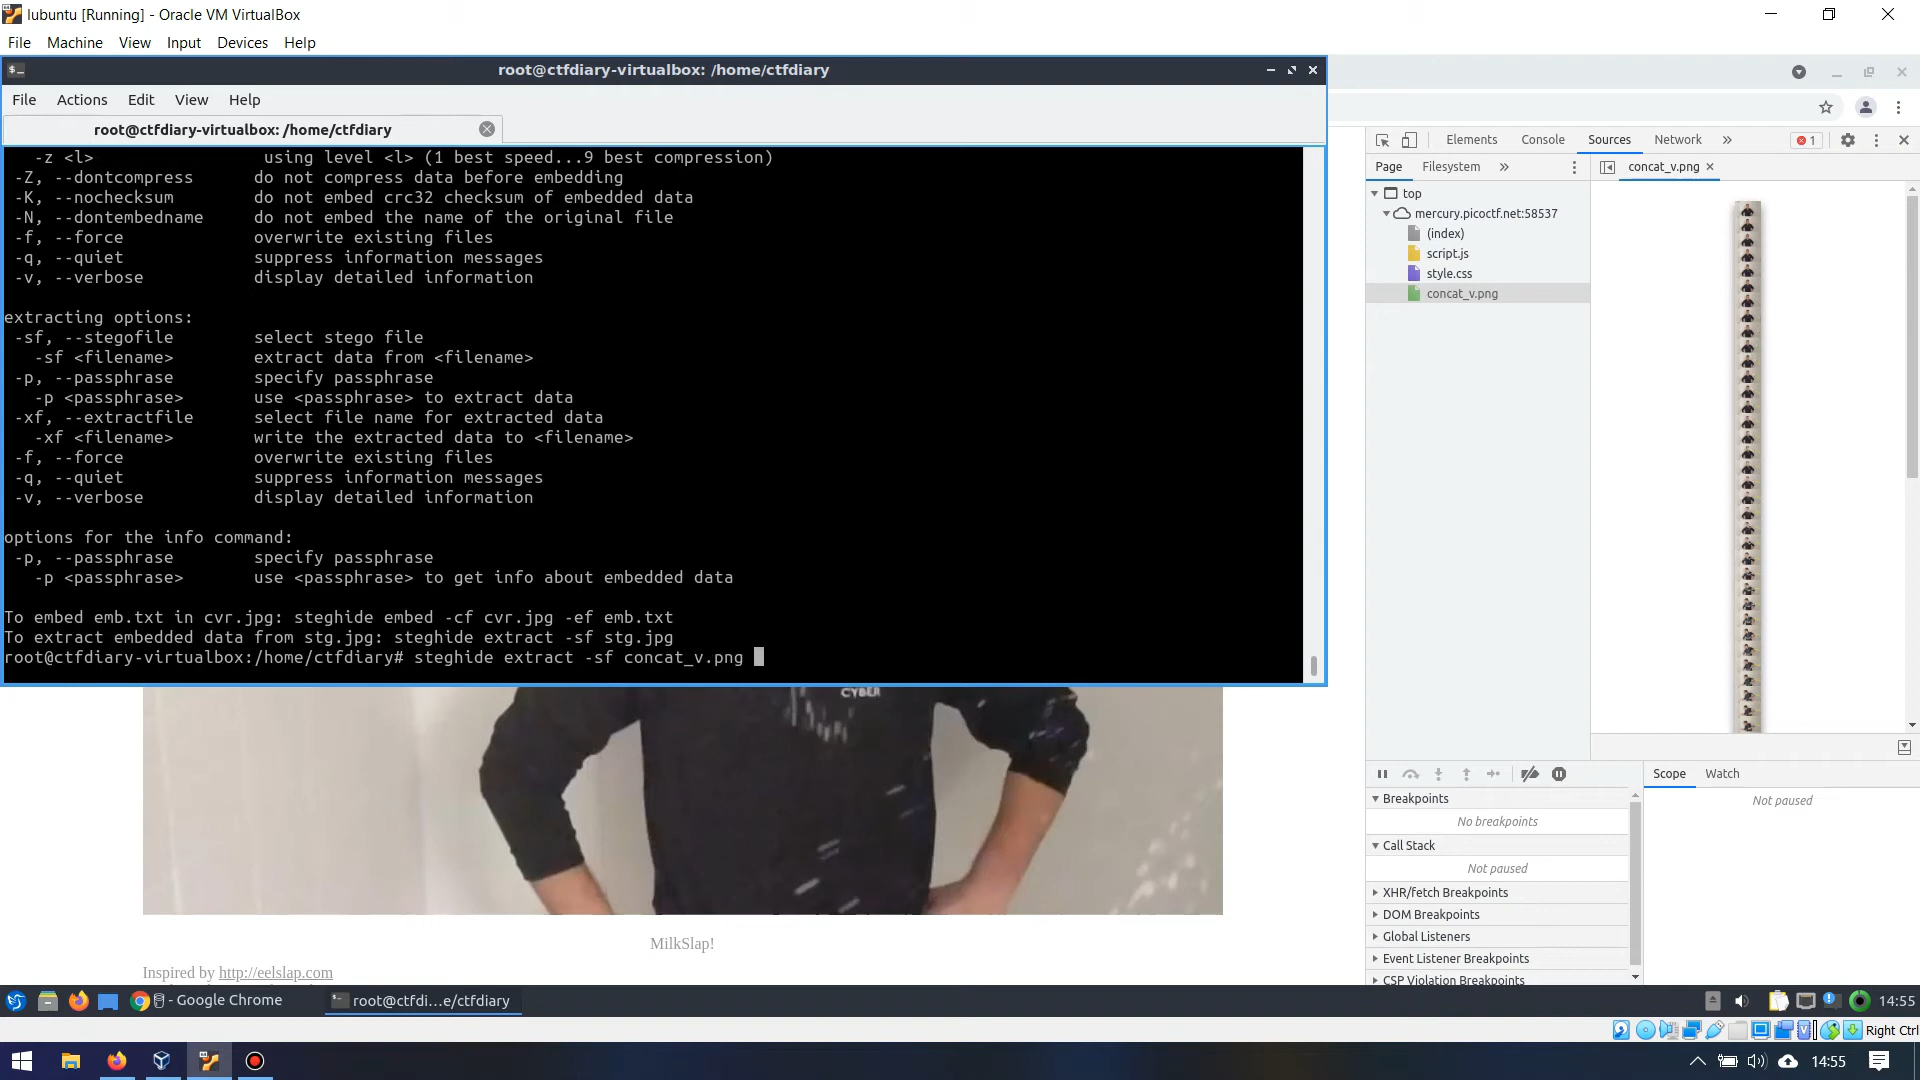 lubuntu [Running] - Oracle VM VirtualBox
File Machine View Input Devices Help
root@ctfdiary-virtualbox: /home/ctfdiary
File Actions Edit View Help
root@ctfdiary-virtualbox: /home/ctfdiary
-z <l> using level <l> (1 best speed...9 best compression)
-Z, --dontcompress do not compress data before embedding
-K, --nochecksum do not embed crc32 checksum of embedded data
-N, --dontembedname do not embed the name of the original file
-f, --force overwrite existing files
-q, --quiet suppress information messages
-v, --verbose display detailed information
extracting options:
-sf, --stegofile select stego file
-sf <filename> extract data from <filename>
-p, --passphrase specify passphrase
-p <passphrase> use <passphrase> to extract data
-xf, --extractfile select file name for extracted data
-xf <filename> write the extracted data to <filename>
-f, --force overwrite existing files
-q, --quiet suppress information messages
-v, --verbose display detailed information
options for the info command:
-p, --passphrase specify passphrase
-p <passphrase> use <passphrase> to get info about embedded data
To embed emb.txt in cvr.jpg: steghide embed -cf cvr.jpg -ef emb.txt
To extract embedded data from stg.jpg: steghide extract -sf stg.jpg
root@ctfdiary-virtualbox:/home/ctfdiary# steghide extract -sf concat_v.png
CYBER
MilkSlap!
Inspired by http://eelslap.com
Elements Console Sources Network » 1
Page Filesystem » concat_v.png ×
top
mercury.picoctf.net:58537
(index)
script.js
style.css
concat_v.png
Scope Watch
Not paused
Breakpoints
No breakpoints
Call Stack
Not paused
XHR/fetch Breakpoints
DOM Breakpoints
Global Listeners
Event Listener Breakpoints
CSP Violation Breakpoints
- Google Chrome
root@ctfdi...e/ctfdiary
14:55
Right Ctrl
14:55